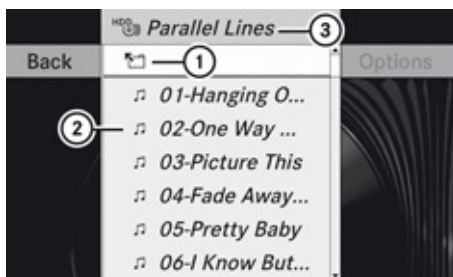 HDD Parallel Lines
3
Back
1
Options
01-Hanging O...
2
02-One Way ...
03-Picture This
04-Fade Away...
05-Pretty Baby
06-I Know But...